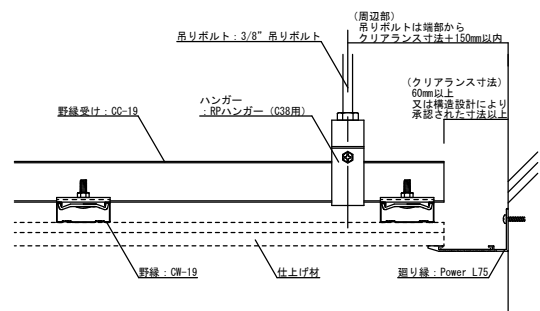 (周辺部)
吊りボルトは端部から
クリアランス寸法+150mm以内
吊りボルト:3/8" 吊りボルト
(クリアランス寸法)
60mm以上
又は構造設計により
承認された寸法以上
ハンガー
:RPハンガー(C38用)
野縁受け:CC-19
野縁:CW-19
仕上げ材
廻り縁:Power L75